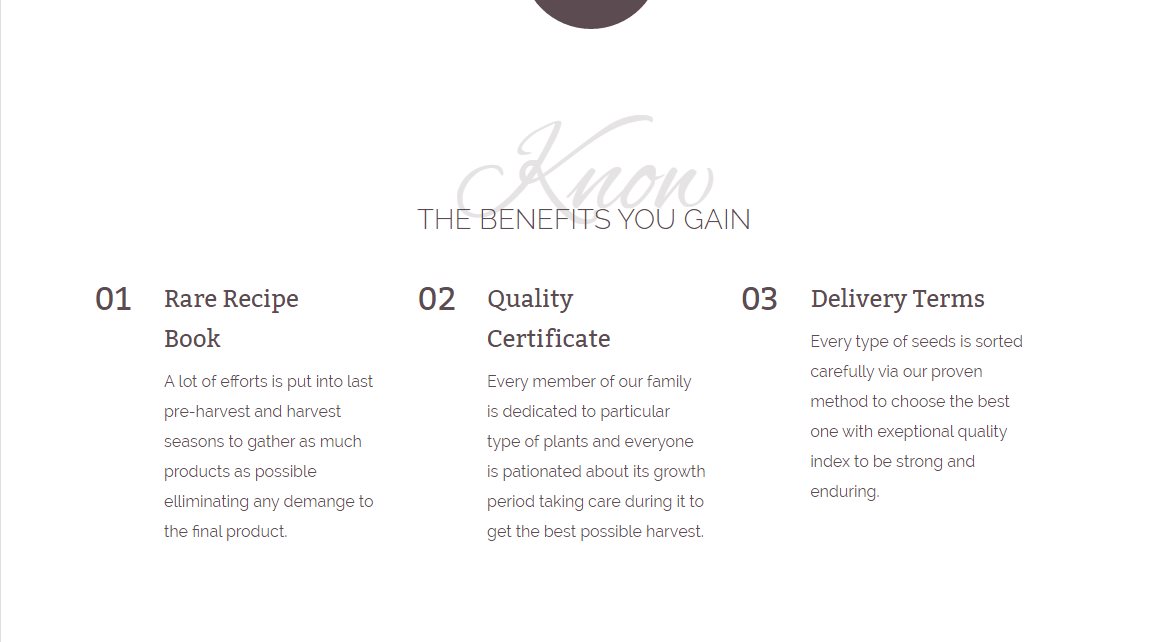 Know
THE BENEFITS YOU GAIN
01
Rare Recipe
Book
A lot of efforts is put into last
pre-harvest and harvest
seasons to gather as much
products as possible
elliminating any demange to
the final product.
02
Quality
Certificate
Every member of our family
is dedicated to particular
type of plants and everyone
is pationated about its growth
period taking care during it to
get the best possible harvest.
03
Delivery Terms
Every type of seeds is sorted
carefully via our proven
method to choose the best
one with exeptional quality
index to be strong and
enduring.